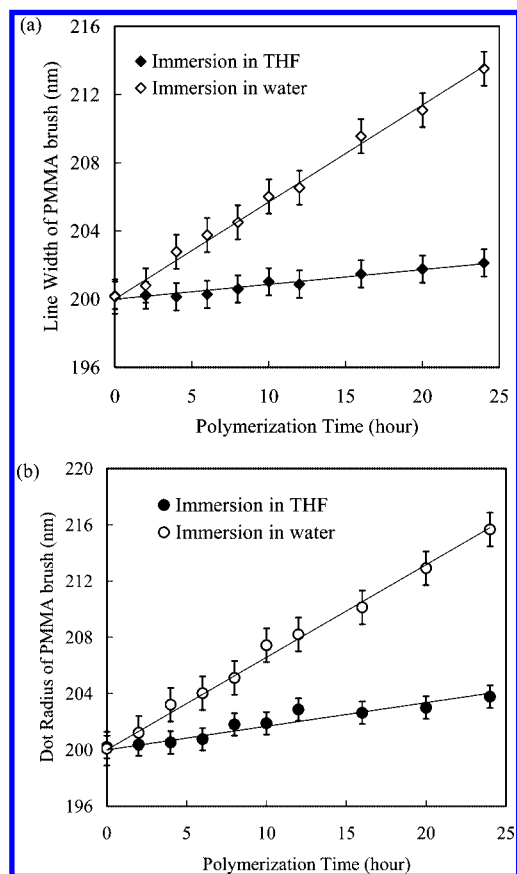 (a)
216
Immersion in THF
Immersion in water
212
208
204
200
196
Line Width of PMMA brush (nm)
0 5 10 15 20 25
Polymerization Time (hour)
(b)
220
Immersion in THF
Immersion in water
216
212
208
204
200
196
Dot Radius of PMMA brush (nm)
0 5 10 15 20 25
Polymerization Time (hour)